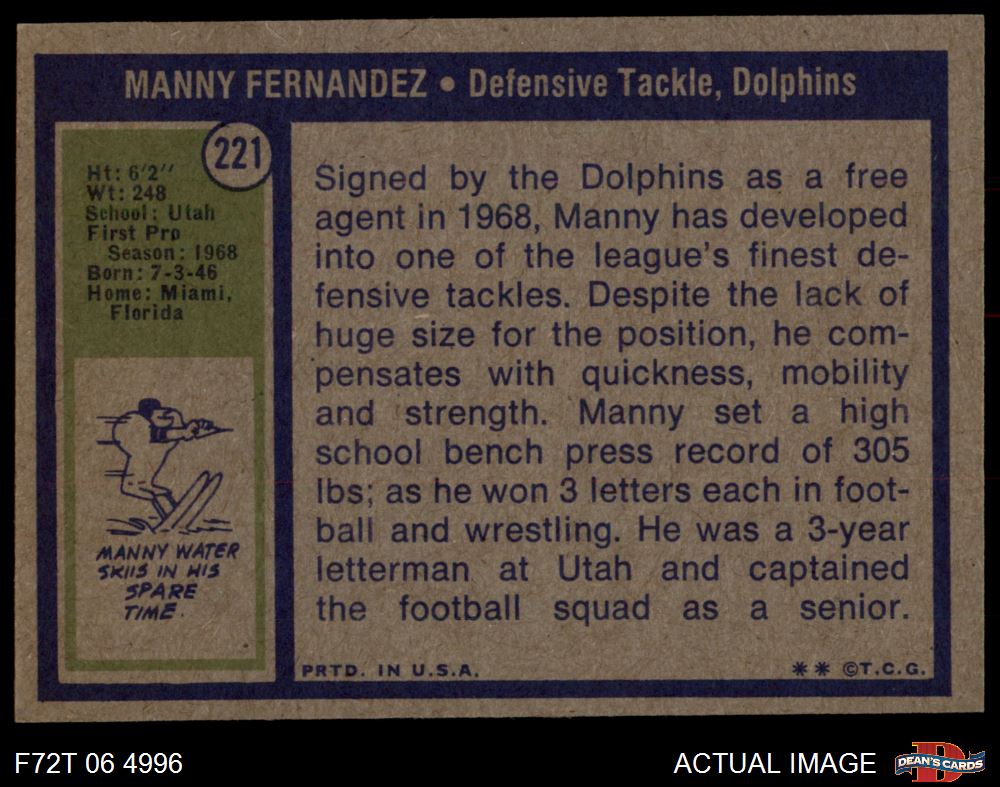 MANNY FERNANDEZ • Defensive Tackle, Dolphins
221
Ht: 6'2''
Wt: 248
School: Utah
First Pro
Season: 1968
Born: 7-3-46
Home: Miami,
Florida
MANNY WATER
SKIIS IN HIS
SPARE
TIME.
Signed by the Dolphins as a free
agent in 1968, Manny has developed
into one of the league's finest de-
fensive tackles. Despite the lack of
huge size for the position, he com-
pensates with quickness, mobility
and strength. Manny set a high
school bench press record of 305
lbs; as he won 3 letters each in foot-
ball and wrestling. He was a 3-year
letterman at Utah and captained
the football squad as a senior.
PRTD. IN U.S.A.
** ©T.C.G.
F72T 06 4996
ACTUAL IMAGE
D
DEAN'S CARDS